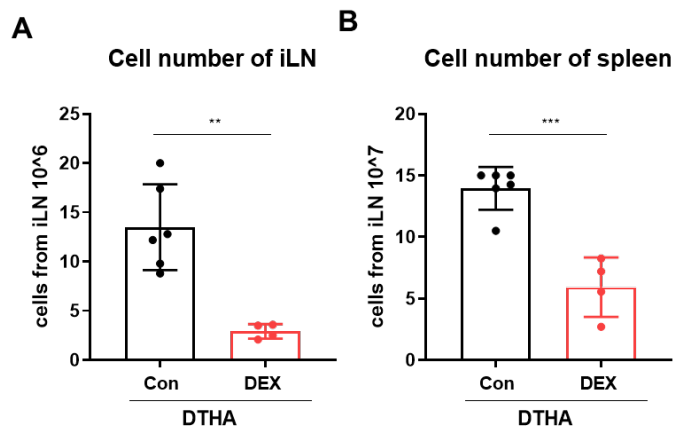 A
Cell number of iLN
cells from iLN 10^6
25
20
15
10
5
0
**
Con
DEX
DTHA
B
Cell number of spleen
cells from iLN 10^7
20
15
10
5
0
***
Con
DEX
DTHA